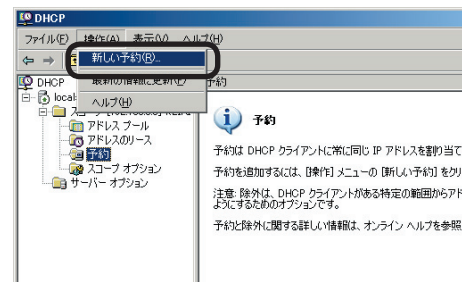 DHCP
ファイル(F) 操作(A) 表示(V) ヘルプ(H)
新しい予約(R)...
最新の情報に更新(F)
ヘルプ(H)
DHCP
local
アドレス プール
アドレスのリース
予約
スコープ オプション
サーバー オプション
予約
予約
予約は DHCP クライアントに常に同じ IP アドレスを割り当て
予約を追加するには、[操作] メニューの [新しい予約] をクリ
注意: 除外は、DHCP クライアントがある特定の範囲からアド
ようにするためのオプションです。
予約と除外に関する詳しい情報は、オンライン ヘルプを参照